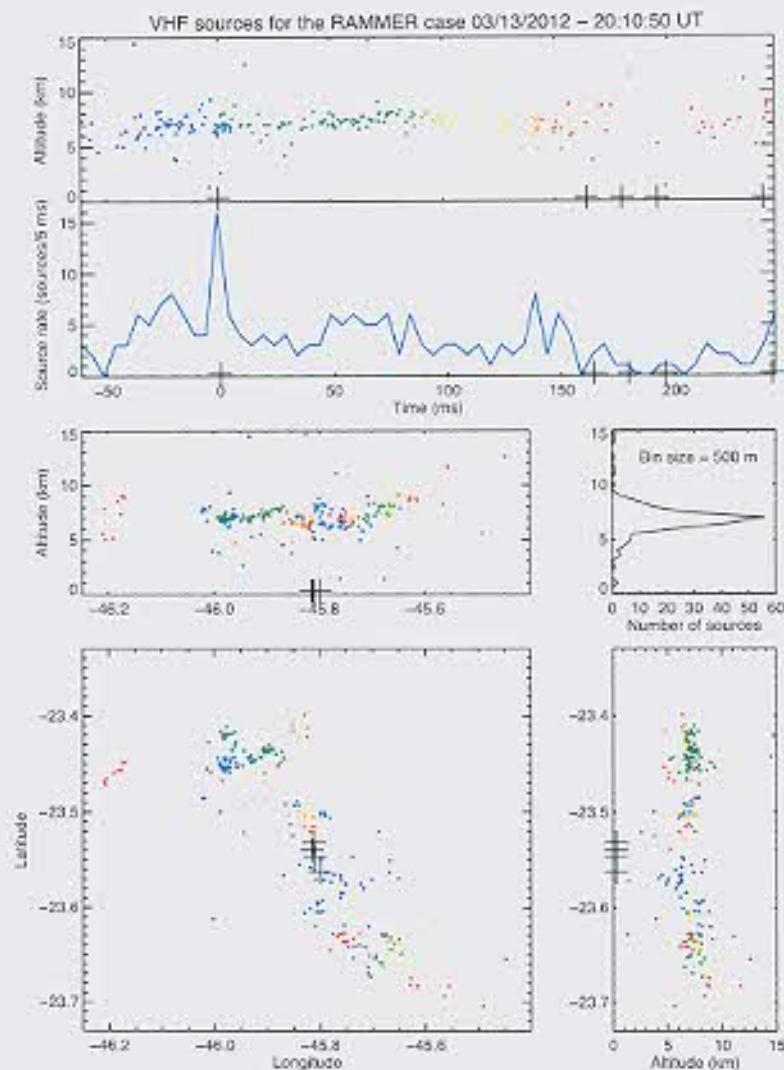 VHF sources for the RAMMER case 03/13/2012 – 20:10:50 UT
15
10
5
0
Altitude (km)
15
10
5
0
Source rate (sources/5 ms)
−50 0 50 100 150 200
Time (ms)
15
10
5
0
Altitude (km)
−46.2 −46.0 −45.8 −45.6
Bin size = 500 m
15
10
5
0
0 10 20 30 40 50 60
Number of sources
−23.4
−23.5
−23.6
−23.7
Latitude
−46.2 −46.0 −45.8 −45.6
Longitude
−23.4
−23.5
−23.6
−23.7
0 5 10 15
Altitude (km)